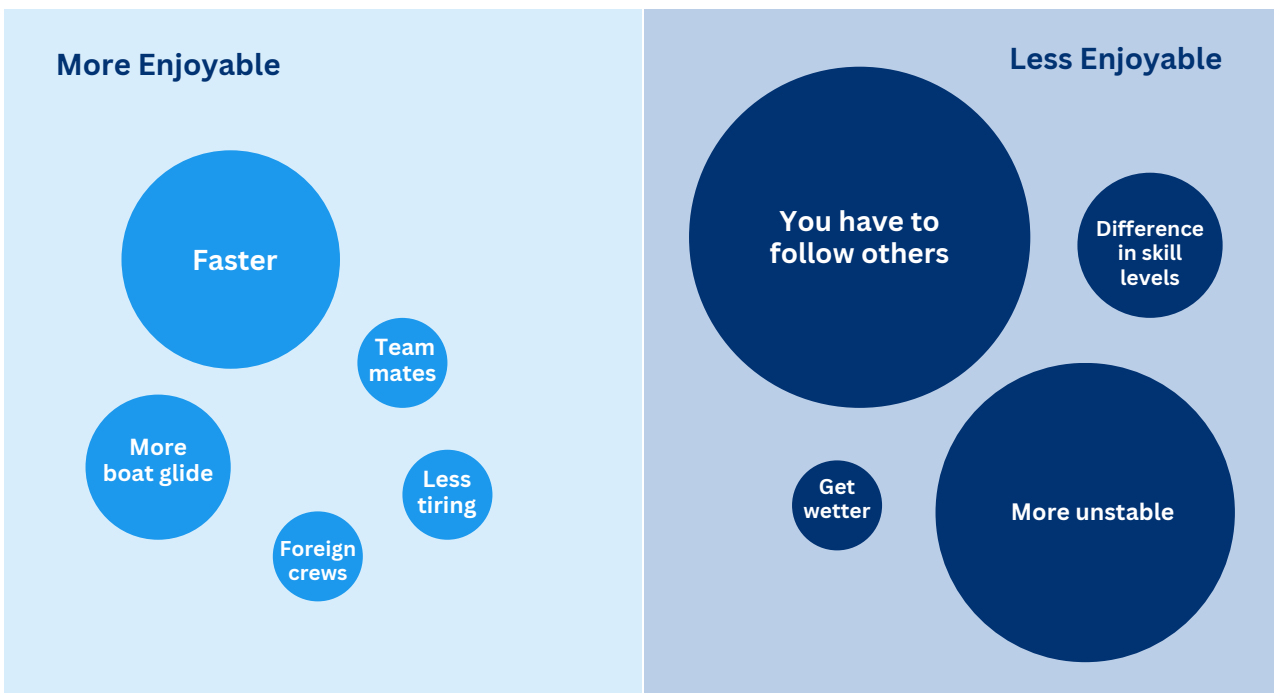 More Enjoyable
Faster
Team
mates
More
boat glide
Less
tiring
Foreign
crews
Less Enjoyable
You have to
follow others
Difference
in skill
levels
Get
wetter
More unstable